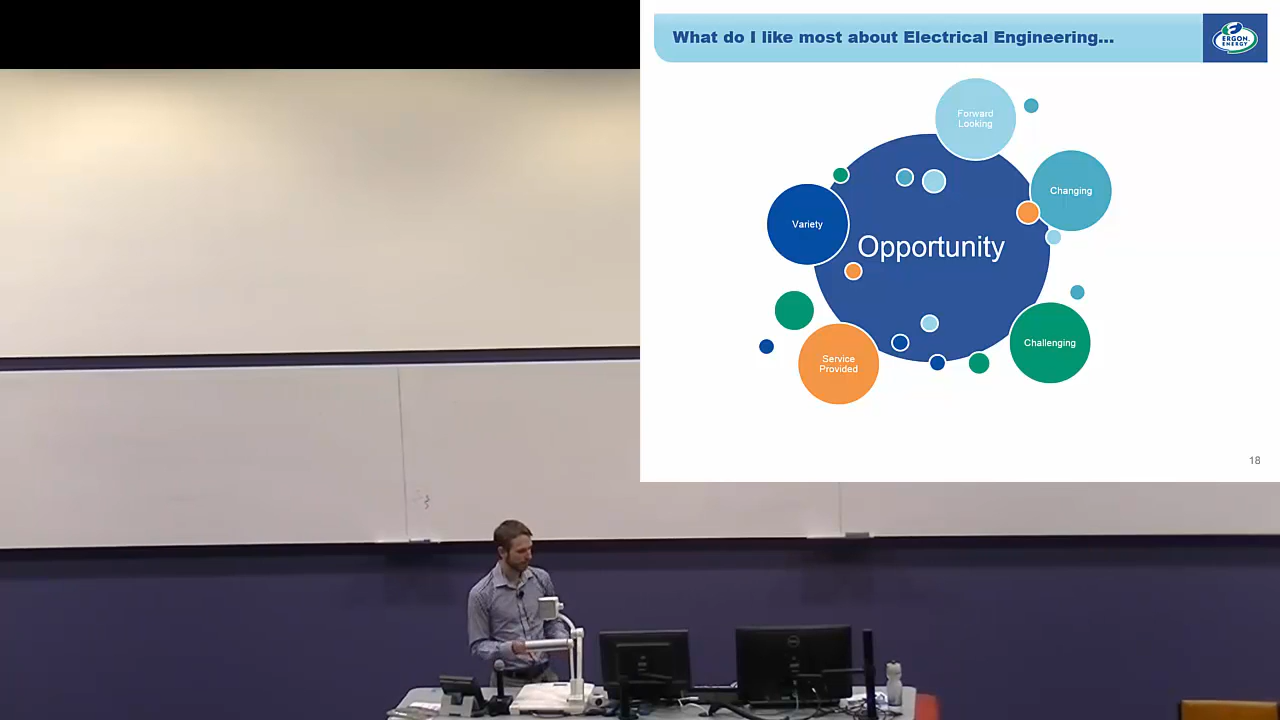 What do I like most about Electrical Engineering...
ERGON.
ENERGY
Forward
Looking
Changing
Variety
Opportunity
Challenging
Service
Provided
18